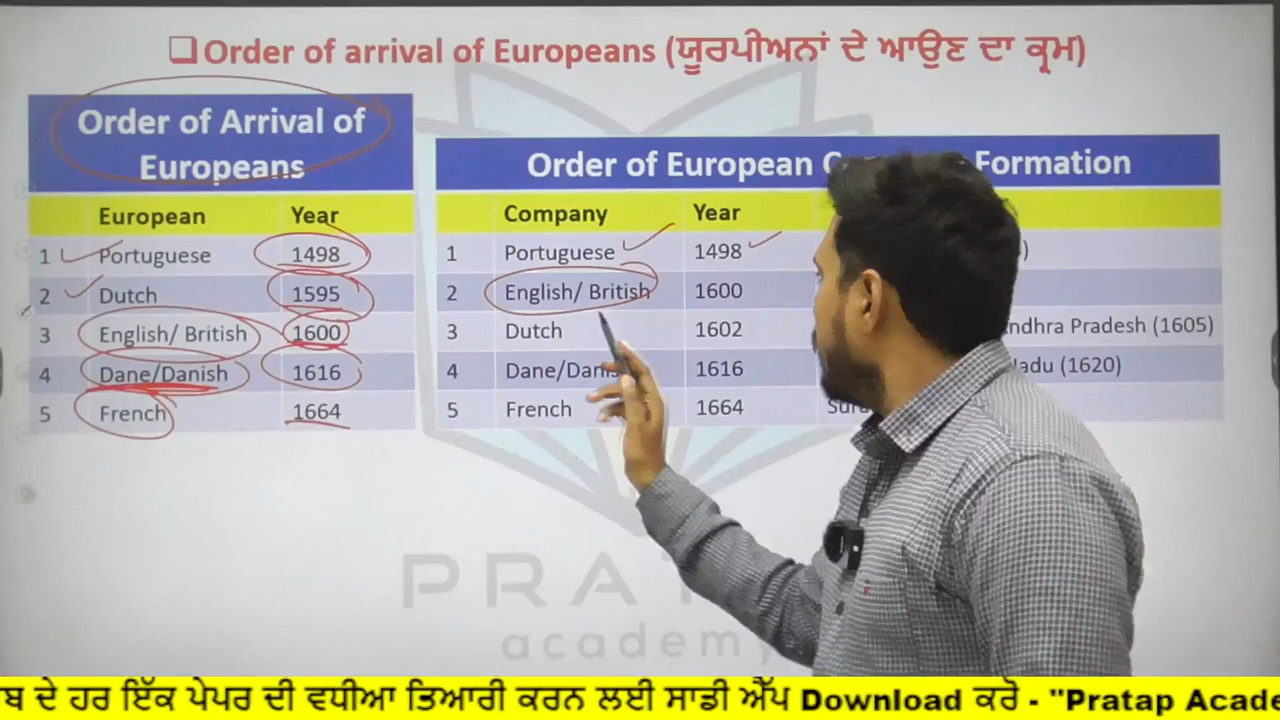 ❑Order of arrival of Europeans (ਯੂਰਪੀਅਨਾਂ ਦੇ ਆਉਣ ਦਾ ਕ੍ਰਮ)
Order of Arrival of
Europeans
European Year
1 Portuguese 1498
2 Dutch 1595
3 English/ British 1600
4 Dane/Danish 1616
5 French 1664
Order of European Formation
Company Year
1 Portuguese 1498
2 English/ British 1600
3 Dutch 1602 Pradesh (1605)
4 1616 (1620)
5 French 1664
academy
ਦੇ ਹਰ ਇੱਕ ਪੇਪਰ ਦੀ ਵਧੀਆ ਤਿਆਰੀ ਕਰਨ ਲਈ ਸਾਡੀ ਐਪ Download ਕਰੋ - "Pratap